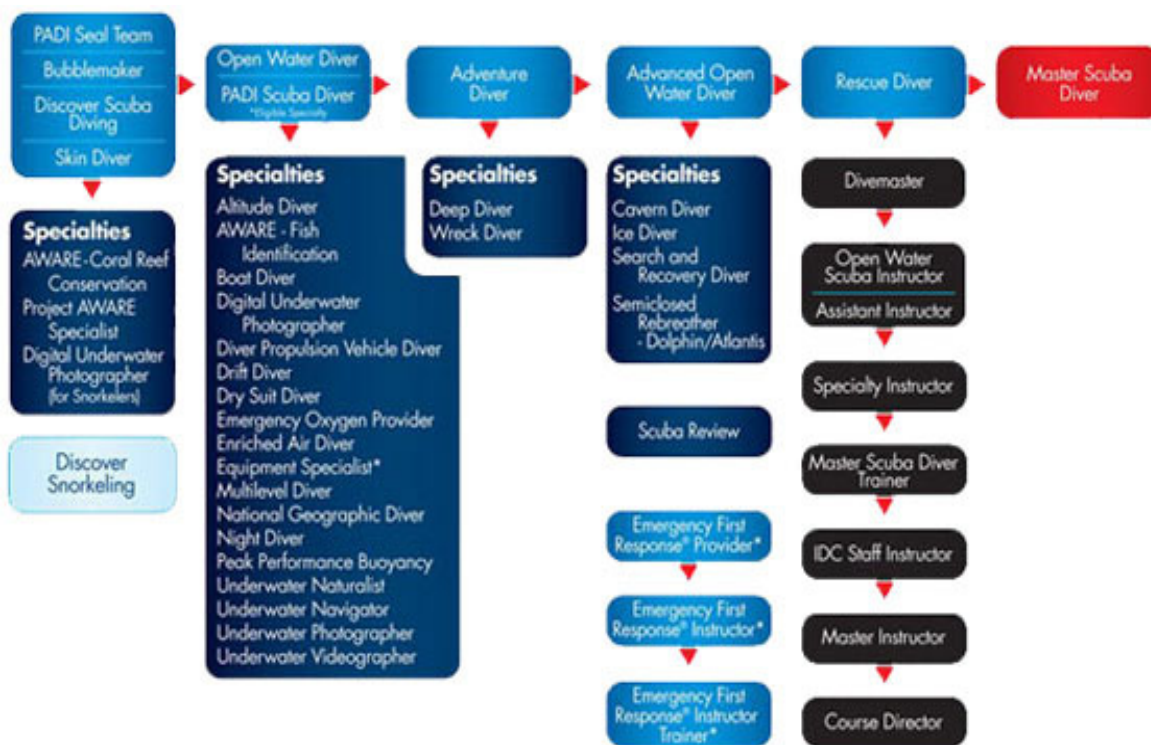 PADI Seal Team
Bubblemaker
Discover Scuba
Diving
Skin Diver
Specialties
AWARE-Coral Reef
Conservation
Project AWARE
Specialist
Digital Underwater
Photographer
(for Snorkelers)
Discover
Snorkeling
Open Water Diver
PADI Scuba Diver
*Eligible Specialty
Specialties
Altitude Diver
AWARE - Fish
Identification
Boat Diver
Digital Underwater
Photographer
Diver Propulsion Vehicle Diver
Drift Diver
Dry Suit Diver
Emergency Oxygen Provider
Enriched Air Diver
Equipment Specialist*
Multilevel Diver
National Geographic Diver
Night Diver
Peak Performance Buoyancy
Underwater Naturalist
Underwater Navigator
Underwater Photographer
Underwater Videographer
Adventure
Diver
Specialties
Deep Diver
Wreck Diver
Advanced Open
Water Diver
Specialties
Cavern Diver
Ice Diver
Search and
Recovery Diver
Semiclosed
Rebreather
- Dolphin/Atlantis
Scuba Review
Emergency First
Response® Provider*
Emergency First
Response® Instructor*
Emergency First
Response® Instructor
Trainer*
Rescue Diver
Divemaster
Open Water
Scuba Instructor
Assistant Instructor
Specialty Instructor
Master Scuba Diver
Trainer
IDC Staff Instructor
Master Instructor
Course Director
Master Scuba
Diver